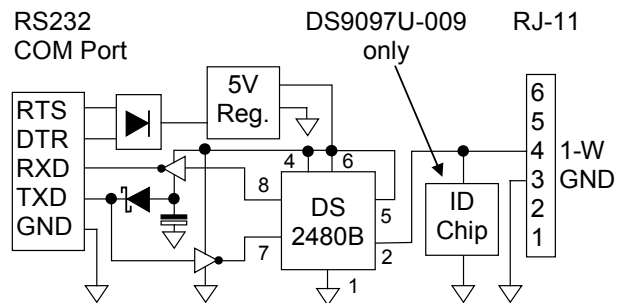 RS232
COM Port
DS9097U-009
only
RJ-11
RTS
DTR
RXD
TXD
GND
5V
Reg.
4
6
8
7
5
2
1
DS
2480B
ID
Chip
6
5
4
3
2
1
1-W
GND